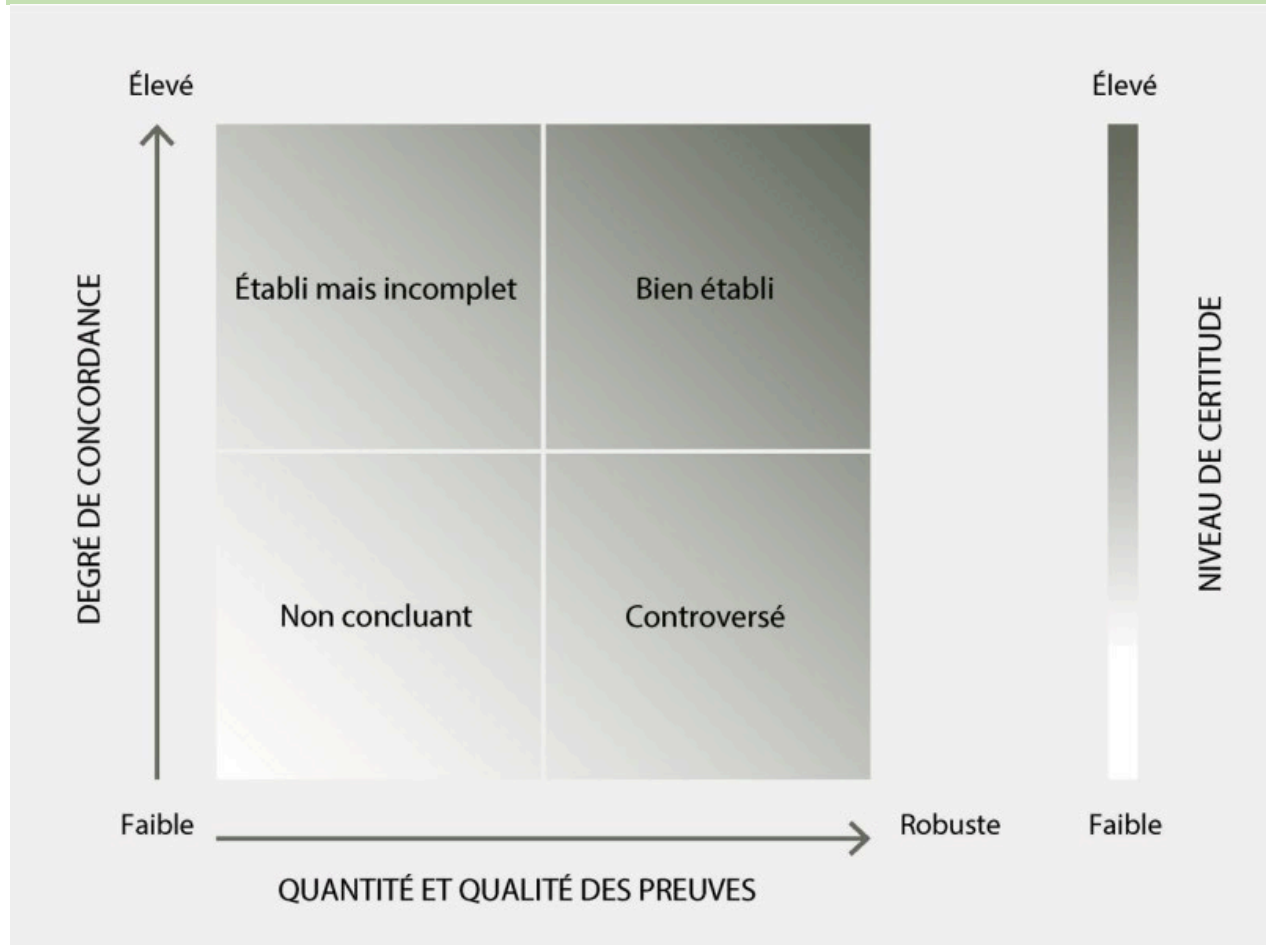 Élevé
Élevé
DEGRÉ DE CONCORDANCE
Établi mais incomplet
Bien établi
NIVEAU DE CERTITUDE
Non concluant
Controversé
Faible
Robuste
Faible
QUANTITÉ ET QUALITÉ DES PREUVES